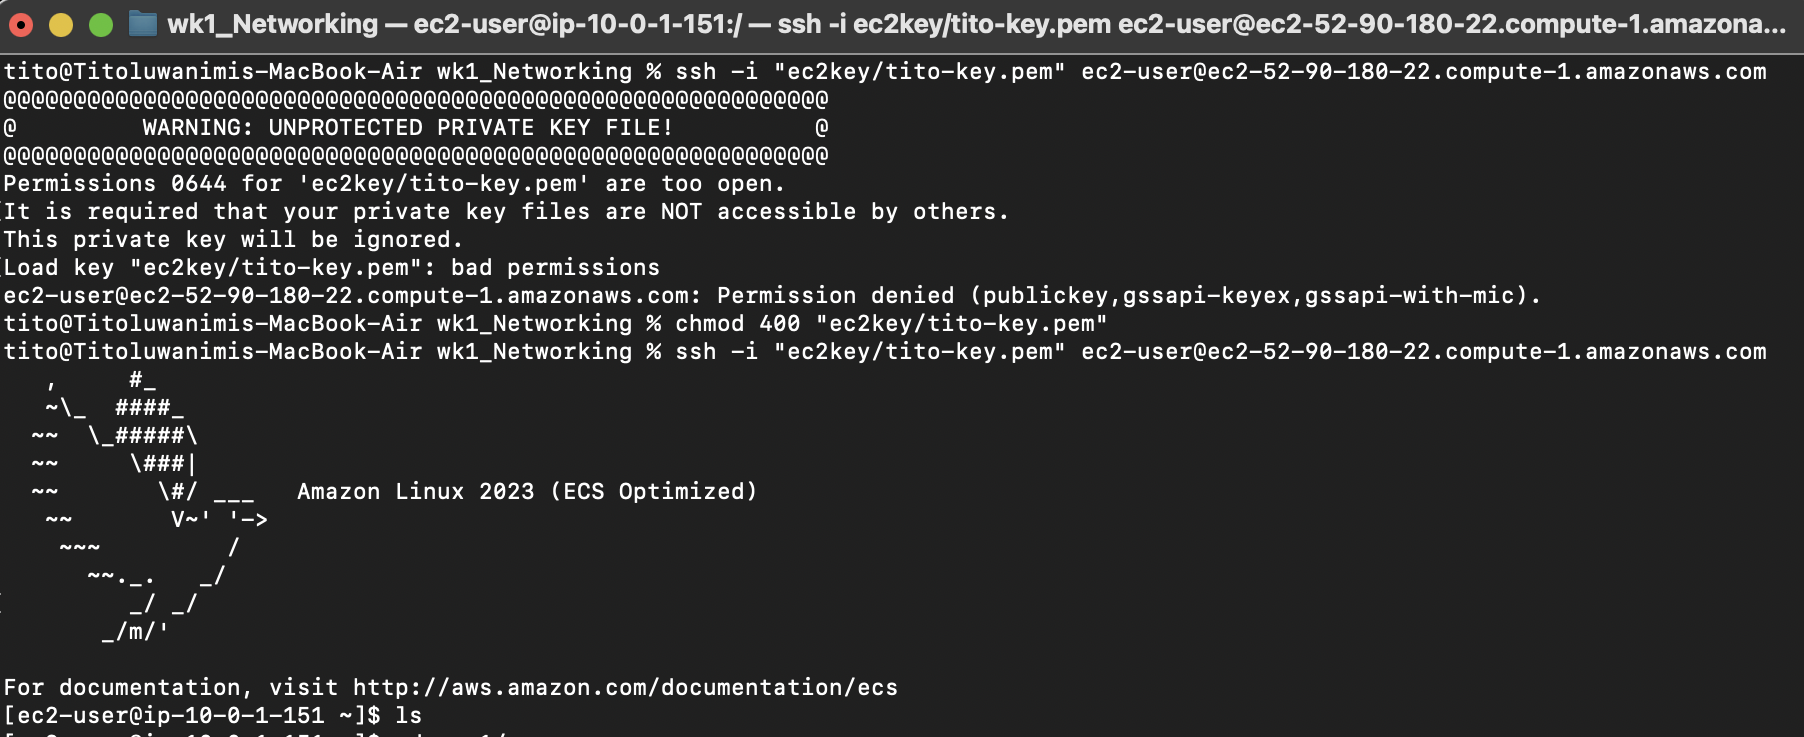 wk1_Networking — ec2-user@ip-10-0-1-151:/ — ssh -i ec2key/tito-key.pem ec2-user@ec2-52-90-180-22.compute-1.amazona...
tito@Titoluwanimis-MacBook-Air wk1_Networking % ssh -i "ec2key/tito-key.pem" ec2-user@ec2-52-90-180-22.compute-1.amazonaws.com
@@@@@@@@@@@@@@@@@@@@@@@@@@@@@@@@@@@@@@@@@@@@@@@@@@@@@@@@@@@
@         WARNING: UNPROTECTED PRIVATE KEY FILE!          @
@@@@@@@@@@@@@@@@@@@@@@@@@@@@@@@@@@@@@@@@@@@@@@@@@@@@@@@@@@@
Permissions 0644 for 'ec2key/tito-key.pem' are too open.
It is required that your private key files are NOT accessible by others.
This private key will be ignored.
Load key "ec2key/tito-key.pem": bad permissions
ec2-user@ec2-52-90-180-22.compute-1.amazonaws.com: Permission denied (publickey,gssapi-keyex,gssapi-with-mic).
tito@Titoluwanimis-MacBook-Air wk1_Networking % chmod 400 "ec2key/tito-key.pem"
tito@Titoluwanimis-MacBook-Air wk1_Networking % ssh -i "ec2key/tito-key.pem" ec2-user@ec2-52-90-180-22.compute-1.amazonaws.com
   ,     #_
   ~\_  ####_
  ~~  \_#####\
  ~~     \###|
  ~~       \#/ ___   Amazon Linux 2023 (ECS Optimized)
   ~~       V~' '->
    ~~~         /
      ~~._.   _/
         _/ _/
       _/m/'
For documentation, visit http://aws.amazon.com/documentation/ecs
[ec2-user@ip-10-0-1-151 ~]$ ls